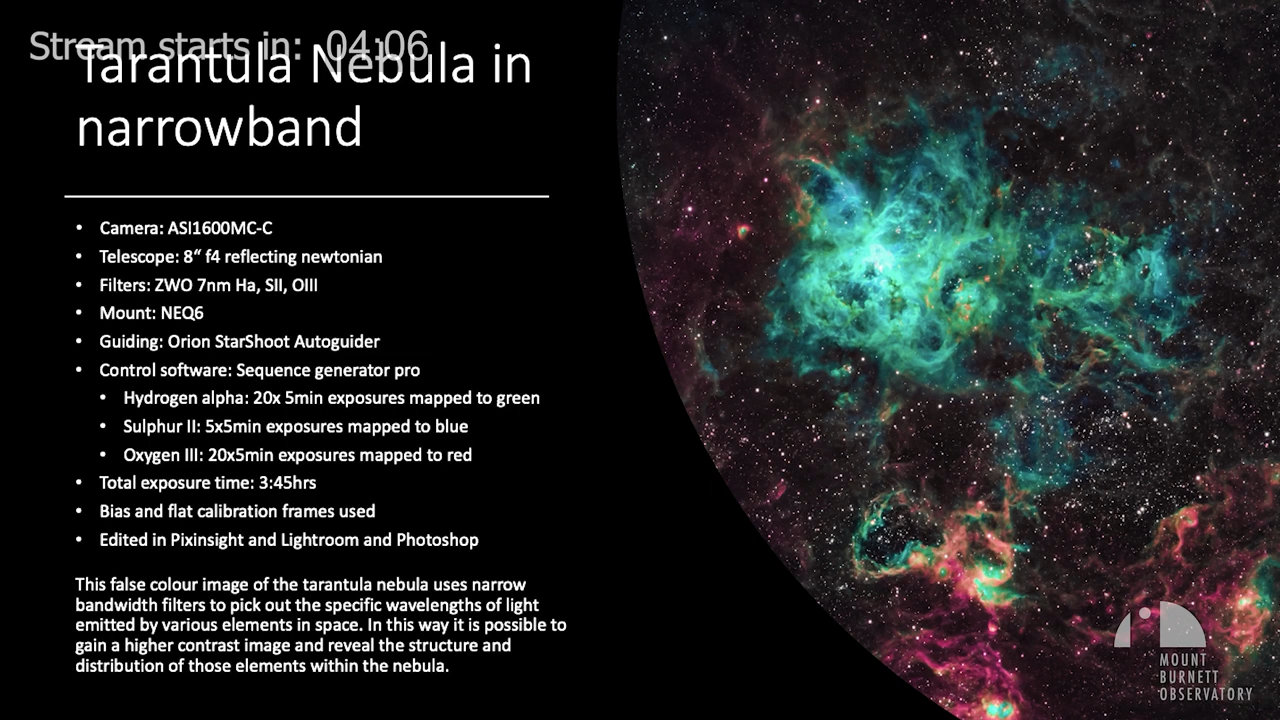 Stream starts in: 04:06
Tarantula Nebula in
narrowband
• Camera: ASI1600MC-C
• Telescope: 8“ f4 reflecting newtonian
• Filters: ZWO 7nm Ha, SII, OIII
• Mount: NEQ6
• Guiding: Orion StarShoot Autoguider
• Control software: Sequence generator pro
• Hydrogen alpha: 20x 5min exposures mapped to green
• Sulphur II: 5x5min exposures mapped to blue
• Oxygen III: 20x5min exposures mapped to red
• Total exposure time: 3:45hrs
• Bias and flat calibration frames used
• Edited in Pixinsight and Lightroom and Photoshop
This false colour image of the tarantula nebula uses narrow
bandwidth filters to pick out the specific wavelengths of light
emitted by various elements in space. In this way it is possible to
gain a higher contrast image and reveal the structure and
distribution of those elements within the nebula.
MOUNT
BURNETT
OBSERVATORY